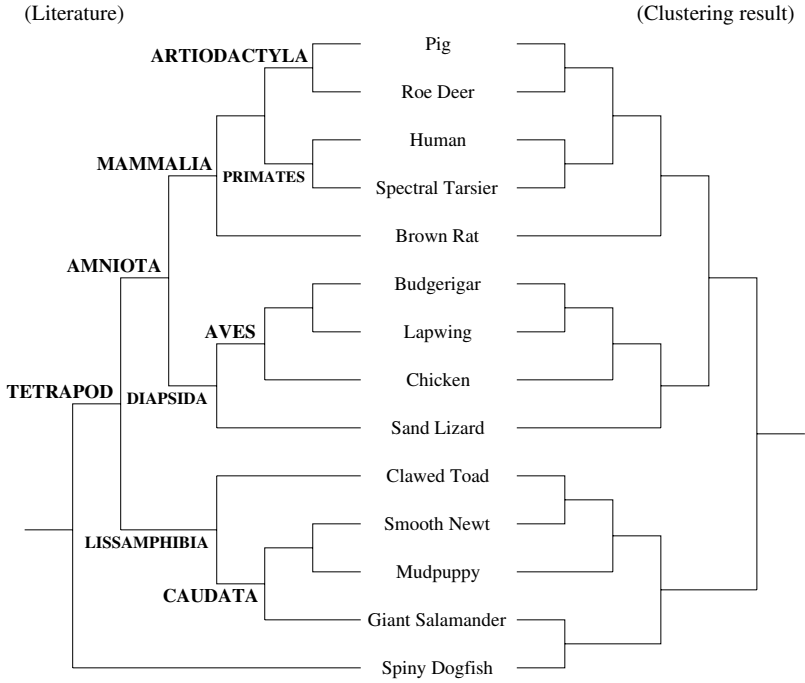 (Literature) (Clustering result)
Pig
ARTIODACTYLA
Roe Deer
Human
MAMMALIA
PRIMATES
Spectral Tarsier
Brown Rat
AMNIOTA
Budgerigar
AVES
Lapwing
Chicken
TETRAPOD
DIAPSIDA
Sand Lizard
Clawed Toad
Smooth Newt
LISSAMPHIBIA
Mudpuppy
CAUDATA
Giant Salamander
Spiny Dogfish